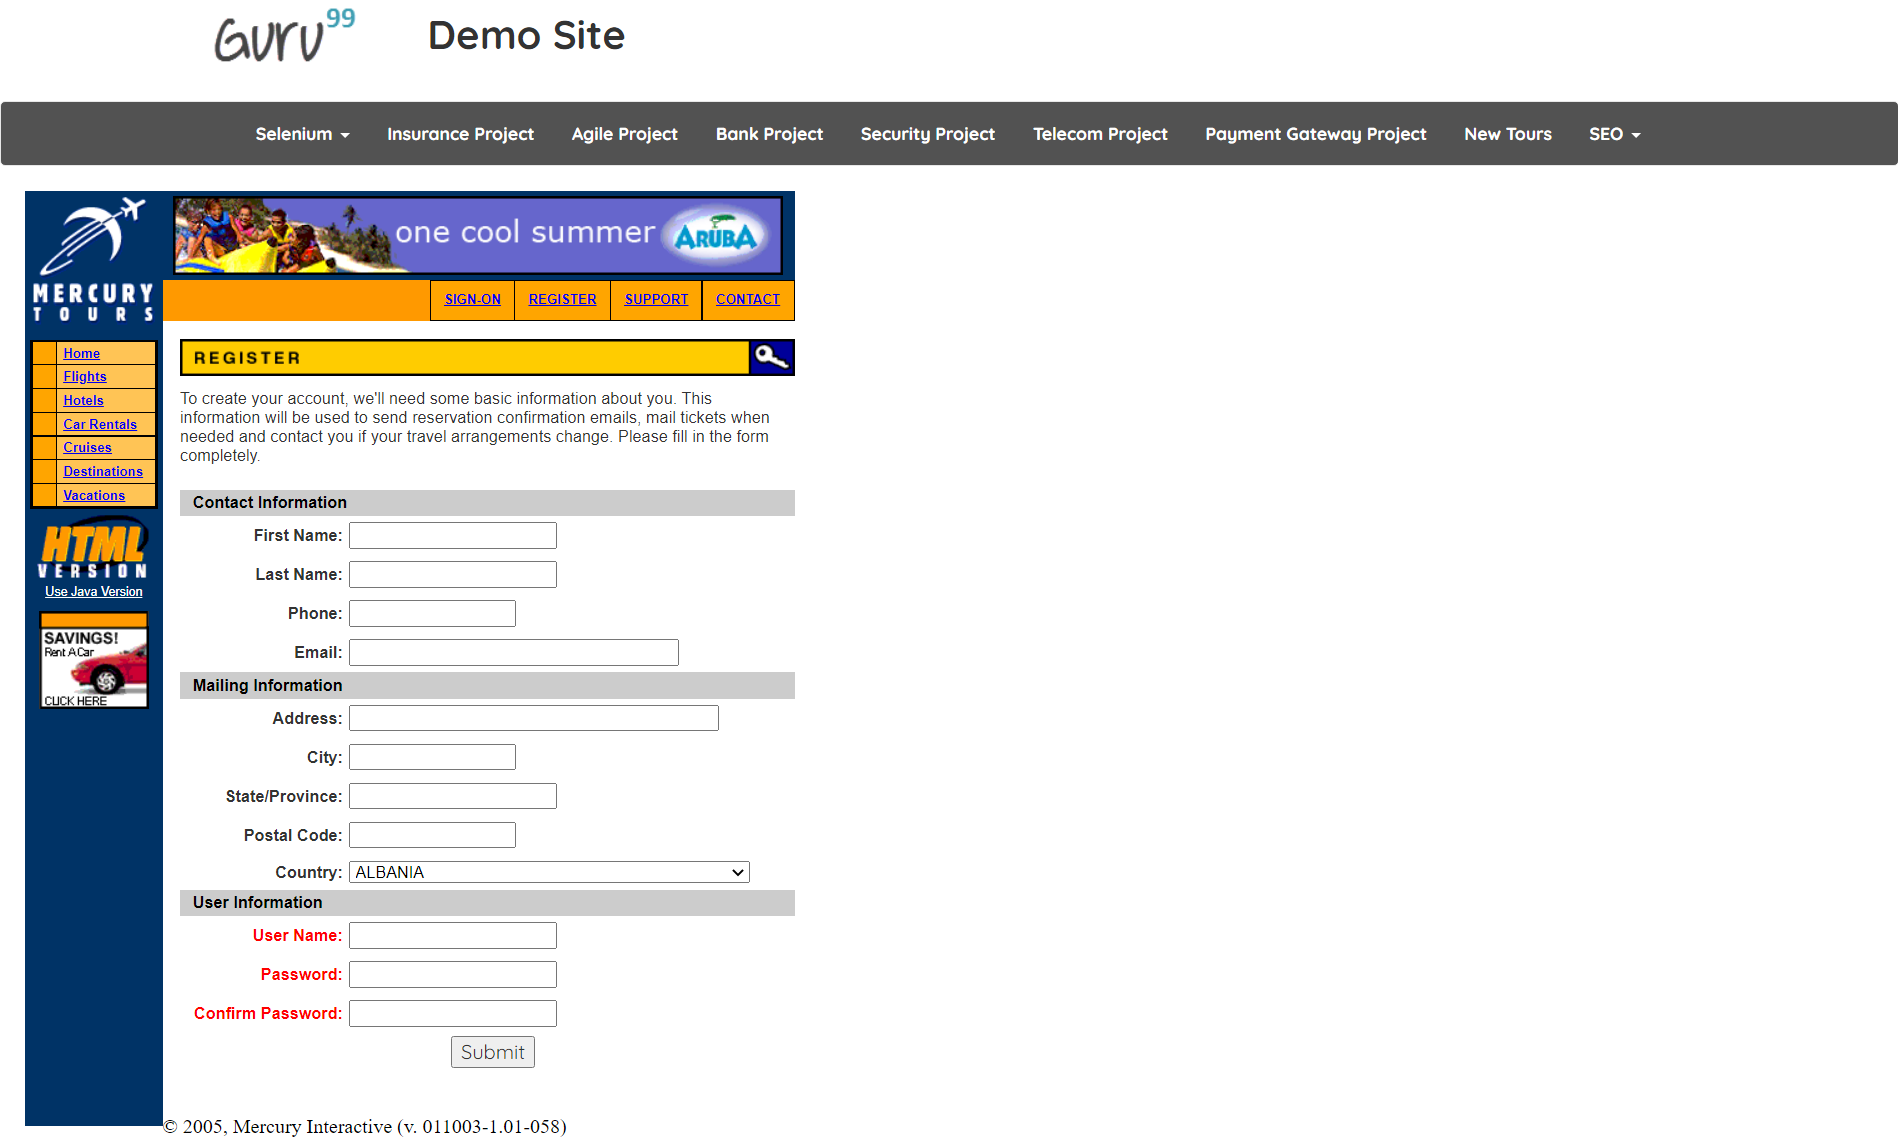 Guru99
Demo Site
Selenium
Insurance Project
Agile Project
Bank Project
Security Project
Telecom Project
Payment Gateway Project
New Tours
SEO
MERCURY
TOURS
one cool summer
ARUBA
SIGN-ON
REGISTER
SUPPORT
CONTACT
Home
Flights
Hotels
Car Rentals
Cruises
Destinations
Vacations
HTML
VERSION
Use Java Version
SAVINGS!
Rent A Car
CLICK HERE
REGISTER
To create your account, we'll need some basic information about you. This
information will be used to send reservation confirmation emails, mail tickets when
needed and contact you if your travel arrangements change. Please fill in the form
completely.
Contact Information
First Name:
Last Name:
Phone:
Email:
Mailing Information
Address:
City:
State/Province:
Postal Code:
Country: ALBANIA
User Information
User Name:
Password:
Confirm Password:
Submit
© 2005, Mercury Interactive (v. 011003-1.01-058)